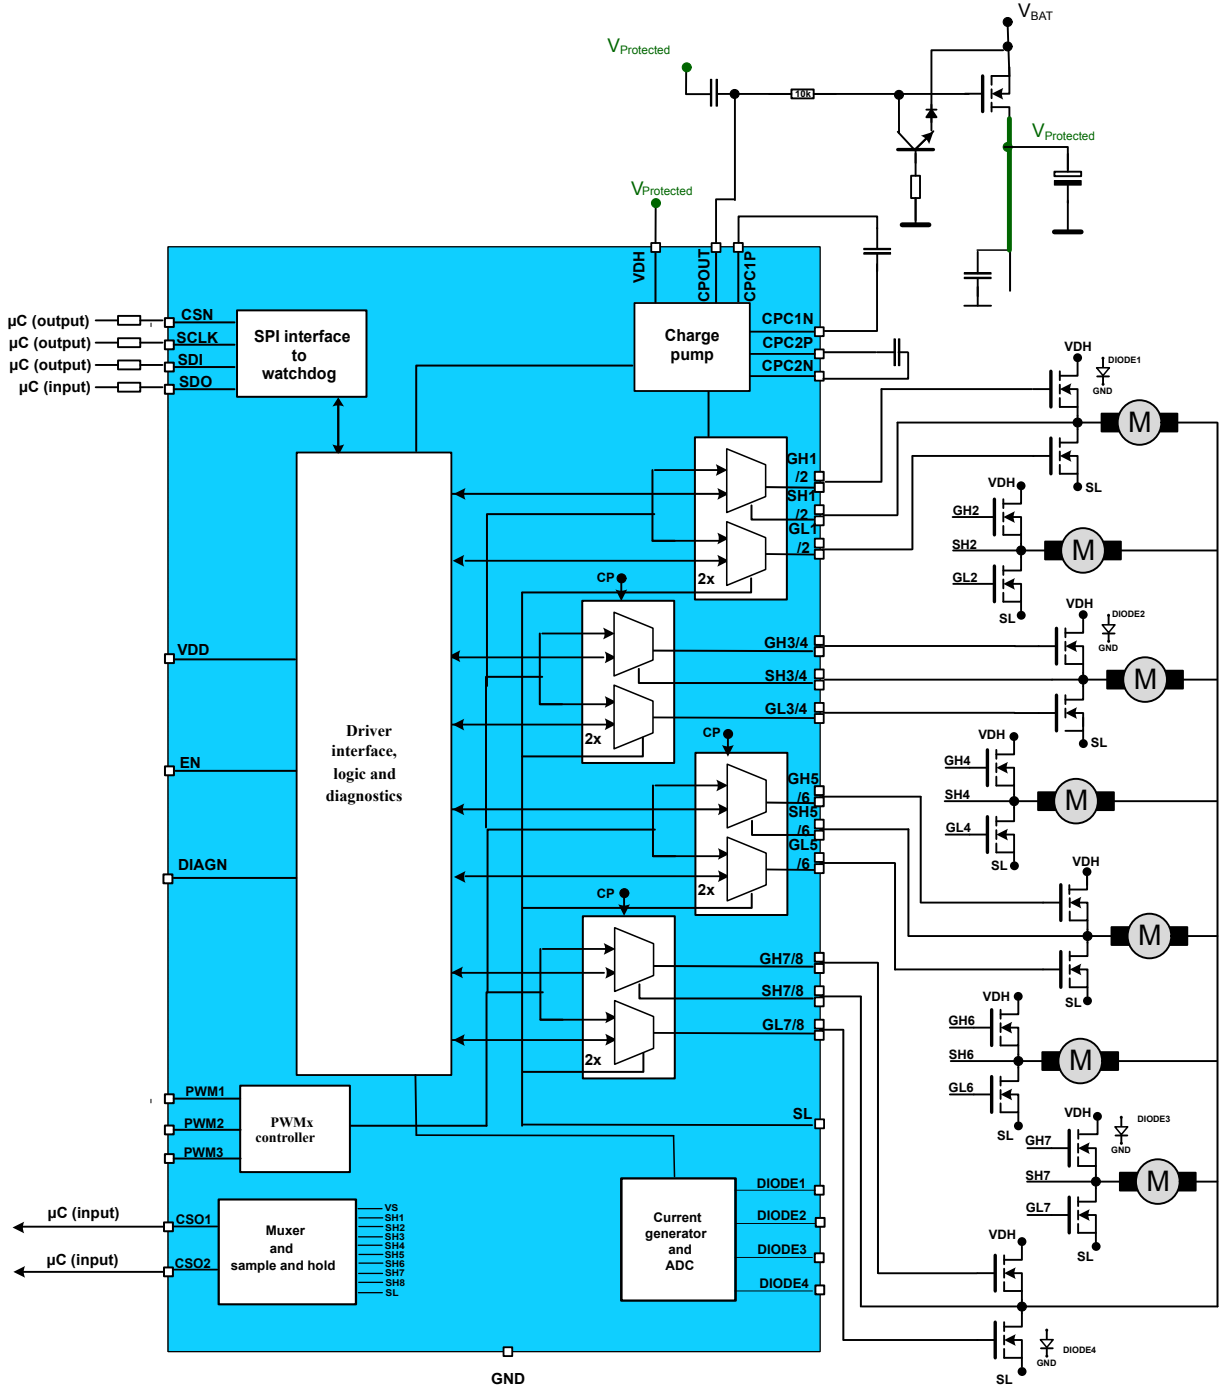 VBAT
VProtected
10k
VProtected
VProtected
VDH
CPOUT
CPC1P
µC (output)
CSN
µC (output)
SCLK
µC (output)
SDI
µC (input)
SDO
SPI interface
to
watchdog
Charge
pump
CPC1N
CPC2P
CPC2N
VDH
DIODE1
GND
M
SL
GH1
/2
SH1
/2
GL1
/2
2x
VDH
GH2
SH2
M
GL2
SL
CP
VDH
DIODE2
GND
M
SL
VDD
GH3/4
SH3/4
GL3/4
2x
Driver
interface,
logic and
diagnostics
EN
CP
VDH
GH4
SH4
M
GL4
SL
GH5
/6
SH5
/6
GL5
/6
2x
DIAGN
CP
VDH
M
SL
GH7/8
SH7/8
GL7/8
2x
VDH
GH6
SH6
M
GL6
SL
PWM1
PWM2
PWM3
PWMx
controller
SL
VDH
DIODE3
GND
GH7
SH7
M
GL7
SL
µC (input)
CSO1
µC (input)
CSO2
Muxer
and
sample and hold
VS
SH1
SH2
SH3
SH4
SH5
SH6
SH7
SH8
SL
Current
generator
and
ADC
DIODE1
DIODE2
DIODE3
DIODE4
VDH
DIODE4
GND
SL
GND